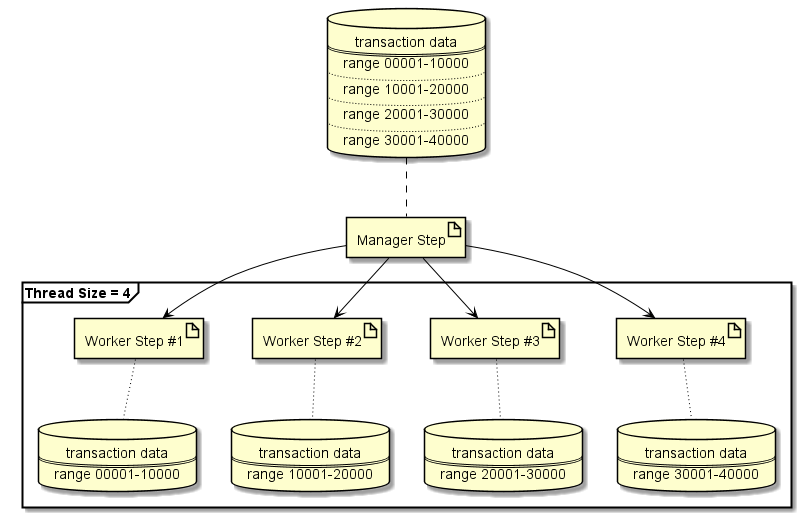 transaction data
range 00001-10000
range 10001-20000
range 20001-30000
range 30001-40000
Manager Step
Thread Size = 4
Worker Step #1
Worker Step #2
Worker Step #3
Worker Step #4
transaction data
range 00001-10000
transaction data
range 10001-20000
transaction data
range 20001-30000
transaction data
range 30001-40000